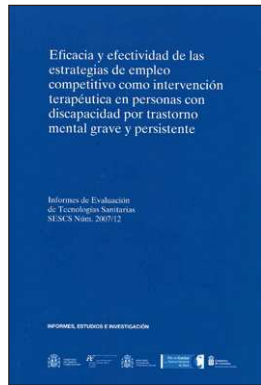 Eficacia y efectividad de las
estrategias de empleo
competitivo como intervención
terapéutica en personas con
discapacidad por trastorno
mental grave y persistente
Informes de Evaluación
de Tecnologías Sanitarias
SESCS Núm. 2007/12
INFORMES, ESTUDIOS E INVESTIGACIÓN